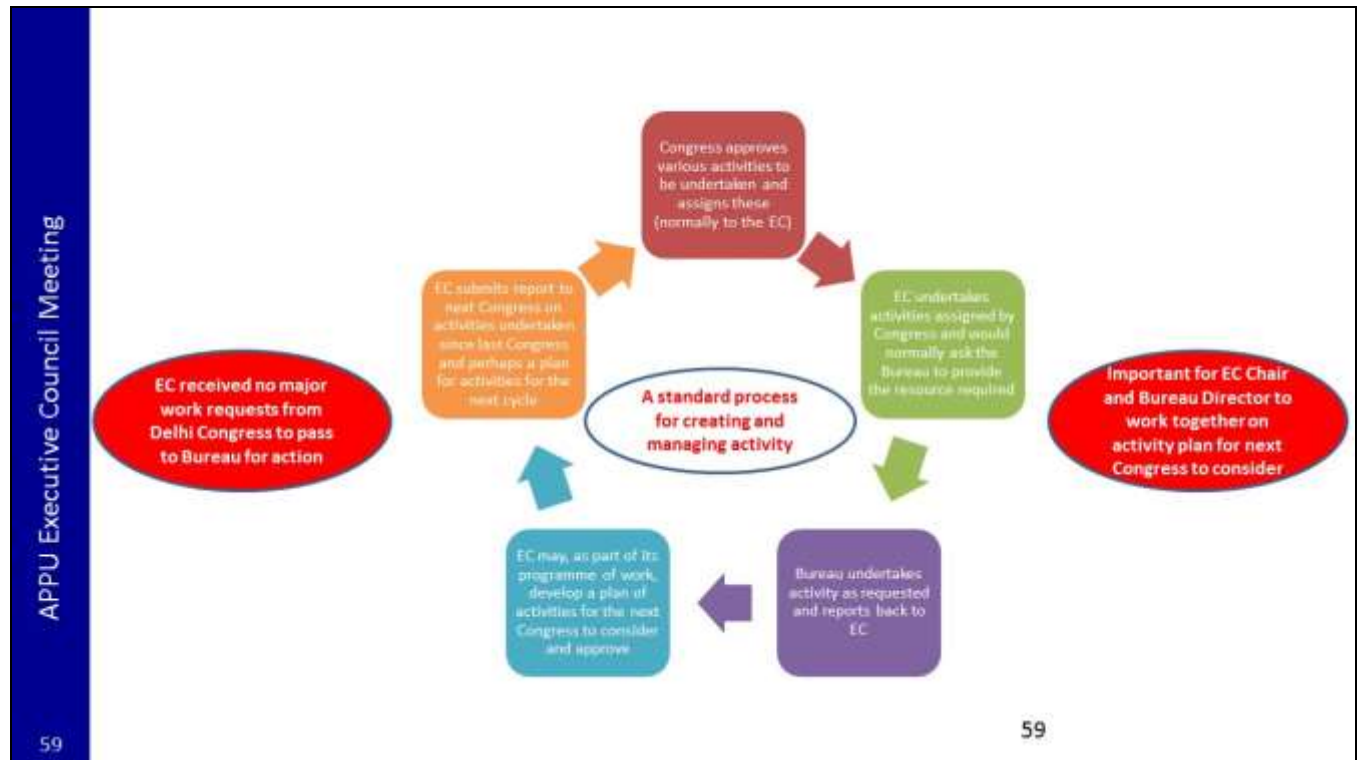 APPU Executive Council Meeting
59
Congress approves
various activities to
be undertaken and
assigns these
(normally to the EC)
EC undertakes
activities assigned by
Congress and would
normally ask the
Bureau to provide
the resource required
Bureau undertakes
activity as requested
and reports back to
EC
EC may, as part of its
programme of work,
develop a plan of
activities for the next
Congress to consider
and approve
EC submits report to
next Congress on
activities undertaken
since last Congress
and perhaps a plan
for activities for the
next cycle
A standard process
for creating and
managing activity
EC received no major
work requests from
Delhi Congress to pass
to Bureau for action
Important for EC Chair
and Bureau Director to
work together on
activity plan for next
Congress to consider
59